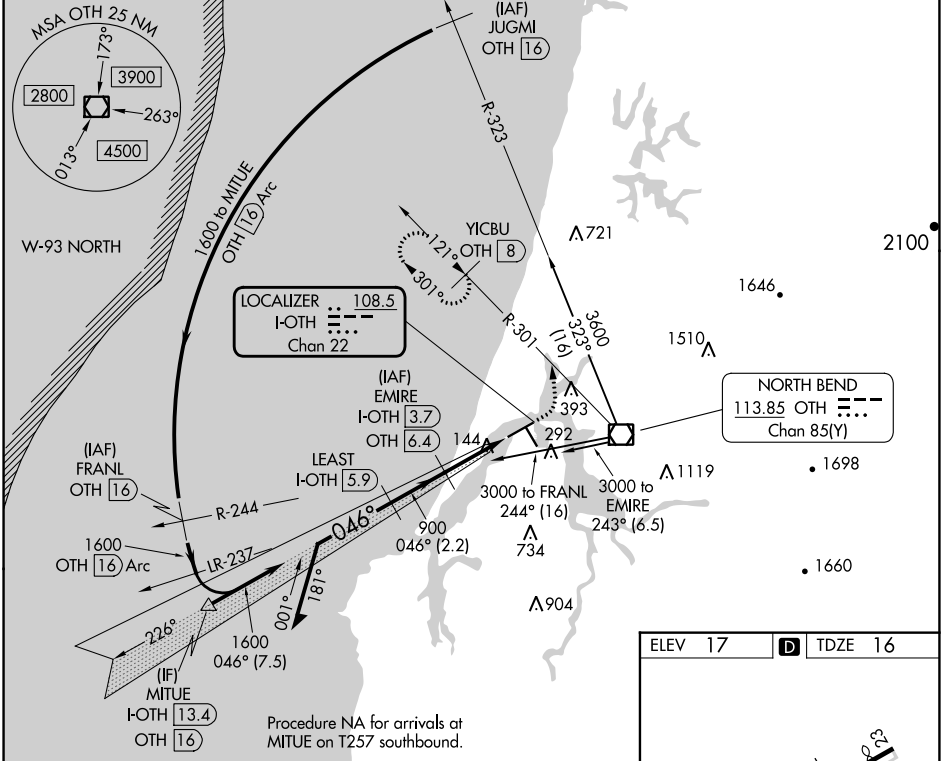 MSA OTH 25 NM
173°
3900
2800
263°
013°
4500
W-93 NORTH
(IAF)
JUGMI
OTH 16
R-323
1600 to MITUE
OTH 16 Arc
YICBU
OTH 8
121°
301°
R-301
721
2100
1646
3600
323°
(16)
1510
LOCALIZER 108.5
I-OTH
Chan 22
NORTH BEND
113.85 OTH
Chan 85(Y)
(IAF)
EMIRE
I-OTH 3.7
OTH 6.4
393
144
292
LEAST
I-OTH 5.9
1119
1698
(IAF)
FRANL
OTH 16
R-244
046°
3000 to FRANL
244° (16)
3000 to
EMIRE
243° (6.5)
900
046° (2.2)
734
1660
1600
OTH 16 Arc
LR-237
904
001°
181°
226°
1600
046° (7.5)
(IF)
MITUE
I-OTH 13.4
OTH 16
Procedure NA for arrivals at
MITUE on T257 southbound.
ELEV 17 D TDZE 16
23